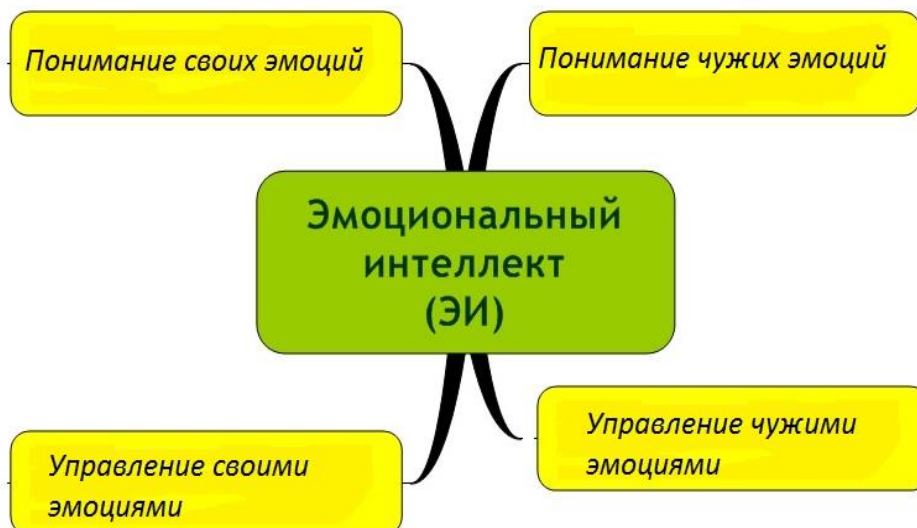 Понимание своих эмоций
Понимание чужих эмоций
Эмоциональный
интеллект
(ЭИ)
Управление своими
эмоциями
Управление чужими
эмоциями